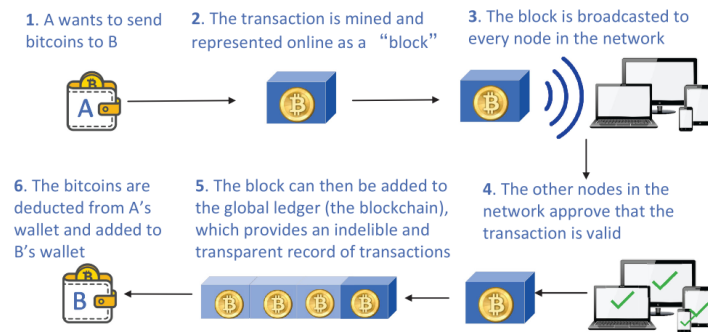 1. A wants to send
bitcoins to B
2. The transaction is mined and
represented online as a “block”
3. The block is broadcasted to
every node in the network
A
4. The other nodes in the
network approve that the
transaction is valid
5. The block can then be added to
the global ledger (the blockchain),
which provides an indelible and
transparent record of transactions
6. The bitcoins are
deducted from A’s
wallet and added to
B’s wallet
B